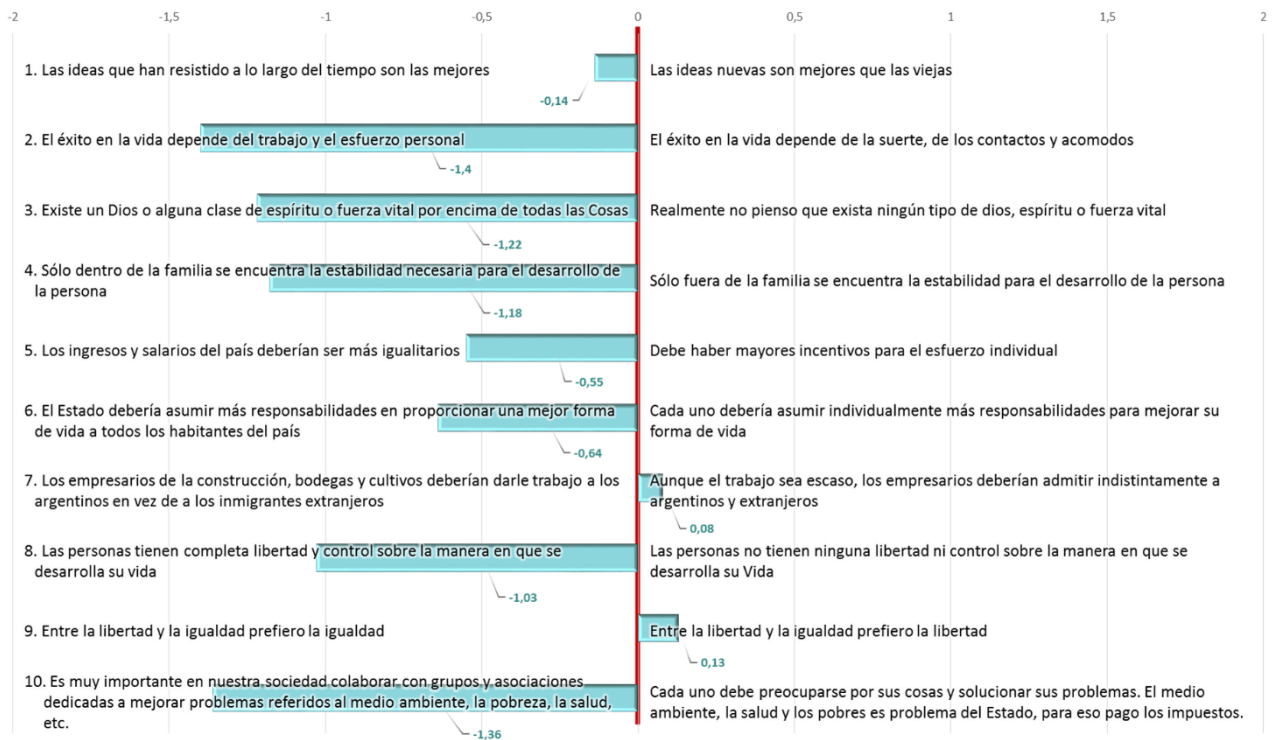 -2 -1,5 -1 -0,5 0 0,5 1 1,5 2
1. Las ideas que han resistido a lo largo del tiempo son las mejores
Las ideas nuevas son mejores que las viejas
-0,14
2. El éxito en la vida depende del trabajo y el esfuerzo personal
El éxito en la vida depende de la suerte, de los contactos y acomodos
-1,4
3. Existe un Dios o alguna clase de espíritu o fuerza vital por encima de todas las Cosas
Realmente no pienso que exista ningún tipo de dios, espíritu o fuerza vital
-1,22
4. Sólo dentro de la familia se encuentra la estabilidad necesaria para el desarrollo de
la persona
Sólo fuera de la familia se encuentra la estabilidad para el desarrollo de la persona
-1,18
5. Los ingresos y salarios del país deberían ser más igualitarios
Debe haber mayores incentivos para el esfuerzo individual
-0,55
6. El Estado debería asumir más responsabilidades en proporcionar una mejor forma
de vida a todos los habitantes del país
Cada uno debería asumir individualmente más responsabilidades para mejorar su
forma de vida
-0,64
7. Los empresarios de la construcción, bodegas y cultivos deberían darle trabajo a los
argentinos en vez de a los inmigrantes extranjeros
Aunque el trabajo sea escaso, los empresarios deberían admitir indistintamente a
argentinos y extranjeros
0,08
8. Las personas tienen completa libertad y control sobre la manera en que se
desarrolla su vida
Las personas no tienen ninguna libertad ni control sobre la manera en que se
desarrolla su Vida
-1,03
9. Entre la libertad y la igualdad prefiero la igualdad
Entre la libertad y la igualdad prefiero la libertad
0,13
10. Es muy importante en nuestra sociedad colaborar con grupos y asociaciones
dedicadas a mejorar problemas referidos al medio ambiente, la pobreza, la salud,
etc.
Cada uno debe preocuparse por sus cosas y solucionar sus problemas. El medio
ambiente, la salud y los pobres es problema del Estado, para eso pago los impuestos.
-1,36